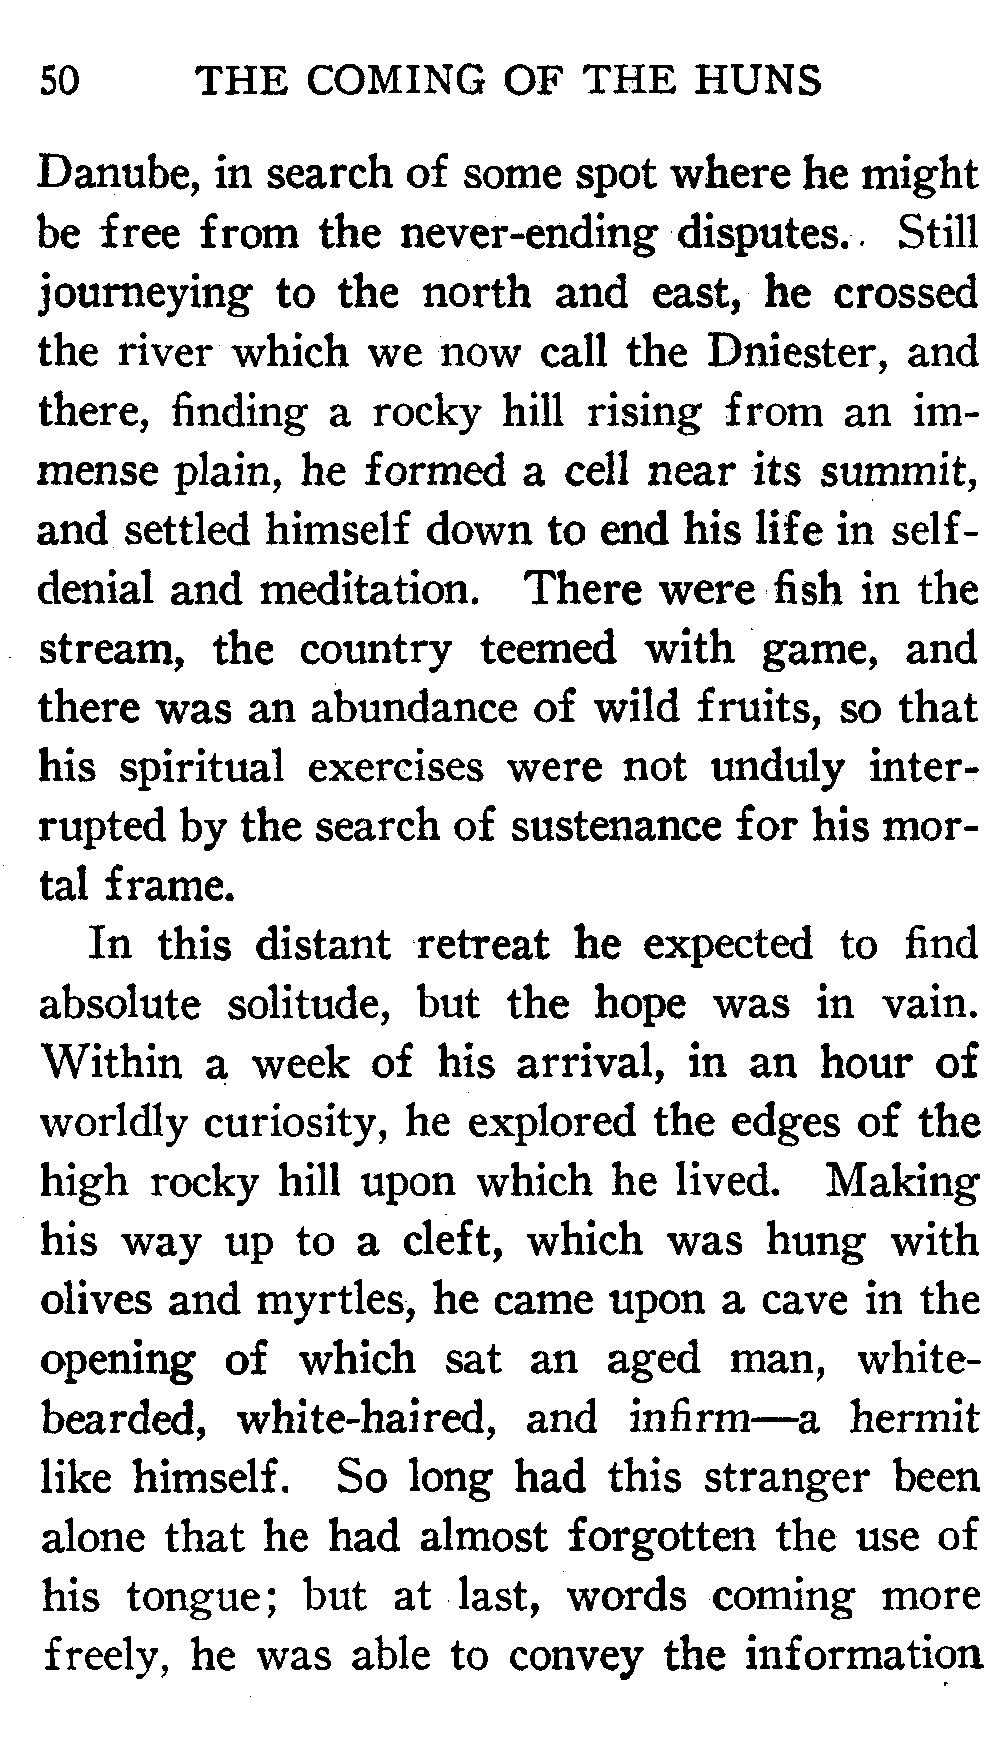 50 THE COMING OF THE HUNS
Danube, in search of some spot where he might
be free from the never-ending disputes. Still
journeying to the north and east, he crossed
the river which we now call the Dniester, and
there, finding a rocky hill rising from an im-
mense plain, he formed a cell near its summit,
and settled himself down to end his life in self-
denial and meditation. There were fish in the
stream, the country teemed with game, and
there was an abundance of wild fruits, so that
his spiritual exercises were not unduly inter-
rupted by the search of sustenance for his mor-
tal frame.
In this distant retreat he expected to find
absolute solitude, but the hope was in vain.
Within a week of his arrival, in an hour of
worldly curiosity, he explored the edges of the
high rocky hill upon which he lived. Making
his way up to a cleft, which was hung with
olives and myrtles, he came upon a cave in the
opening of which sat an aged man, white-
bearded, white-haired, and infirm—a hermit
like himself. So long had this stranger been
alone that he had almost forgotten the use of
his tongue; but at last, words coming more
freely, he was able to convey the information